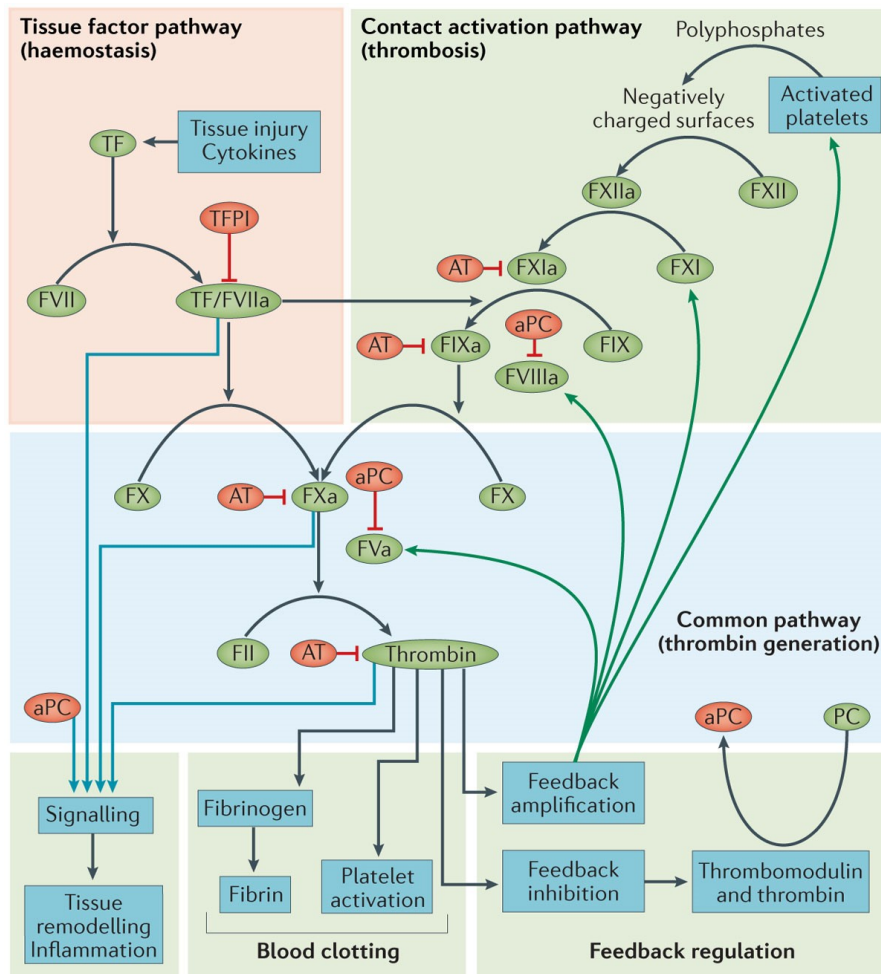 Tissue factor pathway
(haemostasis)
Contact activation pathway
(thrombosis)
Polyphosphates
Activated
platelets
Negatively
charged surfaces
TF
Tissue injury
Cytokines
FXIIa
FXII
TFPI
AT
FXIa
FXI
FVII
TF/FVIIa
aPC
AT
FIXa
FIX
FVIIIa
FX
AT
FXa
aPC
FX
FVa
Common pathway
(thrombin generation)
FII
AT
Thrombin
aPC
aPC
PC
Signalling
Fibrinogen
Feedback
amplification
Tissue
remodelling
Inflammation
Fibrin
Platelet
activation
Feedback
inhibition
Thrombomodulin
and thrombin
Blood clotting
Feedback regulation